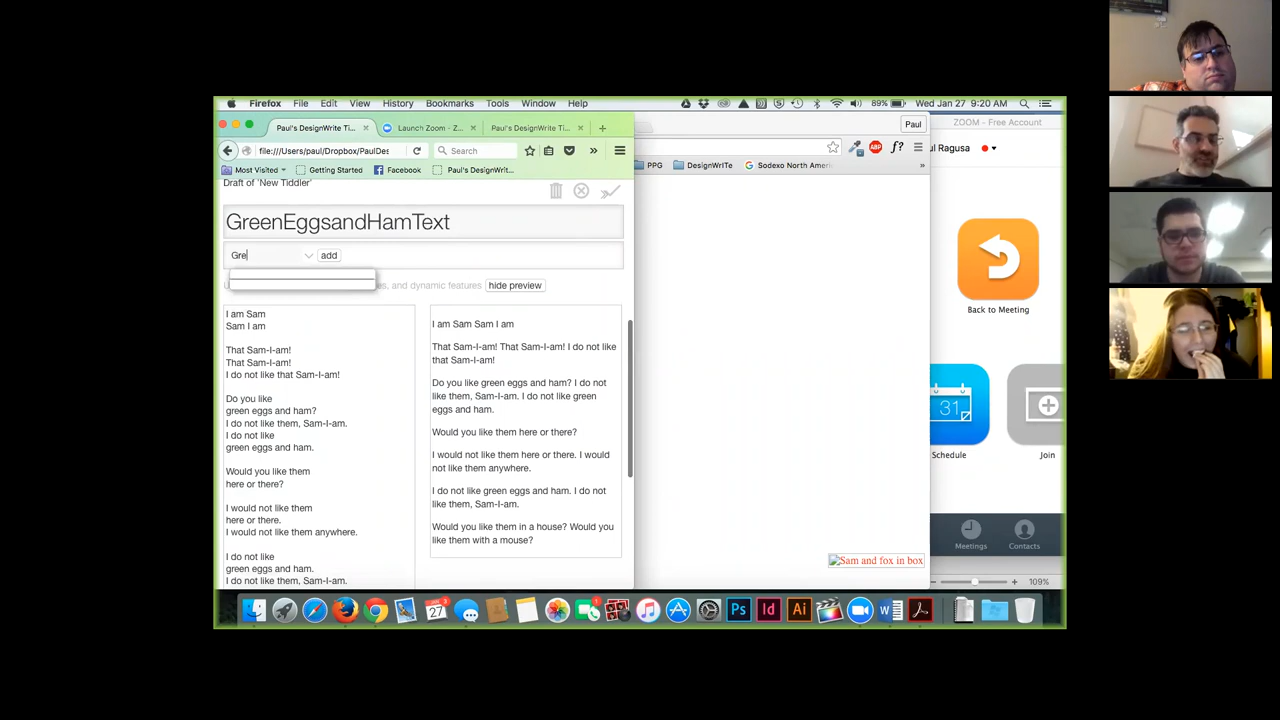 Firefox File Edit View History Bookmarks Tools Window Help 89% Wed Jan 27 9:20 AM
Paul's DesignWrite Ti... Launch Zoom - Z... Paul's DesignWrite Ti... Paul ZOOM - Free Account
file:///Users/paul/Dropbox/PaulDes Search ul Ragusa
Most Visited Getting Started Facebook Paul's DesignWrit... PPG DesignWrITe Sodexo North Ameri
Draft of 'New Tiddler'
GreenEggsandHamText
Gre add
es, and dynamic features hide preview
I am Sam
Sam I am
That Sam-I-am!
That Sam-I-am!
I do not like that Sam-I-am!
Do you like
green eggs and ham?
I do not like them, Sam-I-am.
I do not like
green eggs and ham.
Would you like them
here or there?
I would not like them
here or there.
I would not like them anywhere.
I do not like
green eggs and ham.
I do not like them, Sam-I-am.
I am Sam Sam I am
That Sam-I-am! That Sam-I-am! I do not like
that Sam-I-am!
Do you like green eggs and ham? I do not
like them, Sam-I-am. I do not like green
eggs and ham.
Would you like them here or there?
I would not like them here or there. I would
not like them anywhere.
I do not like green eggs and ham. I do not
like them, Sam-I-am.
Would you like them in a house? Would you
like them with a mouse?
Sam and fox in box
Back to Meeting
31
Schedule Join
Meetings Contacts
109%
27
Ps Id Ai